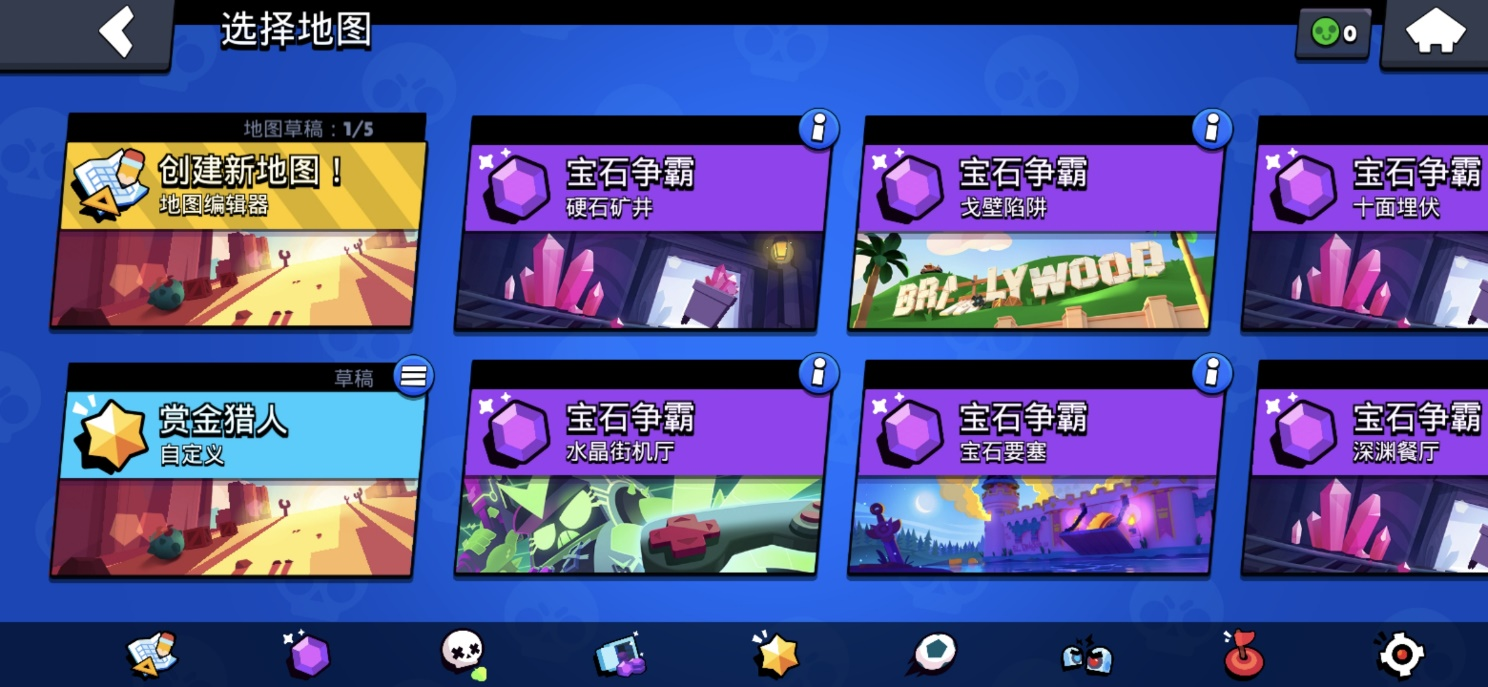 选择地图
0
地图草稿：1/5
创建新地图！
地图编辑器
宝石争霸
硬石矿井
宝石争霸
戈壁陷阱
BRA LLYWOOD
宝石争霸
十面埋伏
草稿
赏金猎人
自定义
宝石争霸
水晶街机厅
宝石争霸
宝石要塞
宝石争霸
深渊餐厅